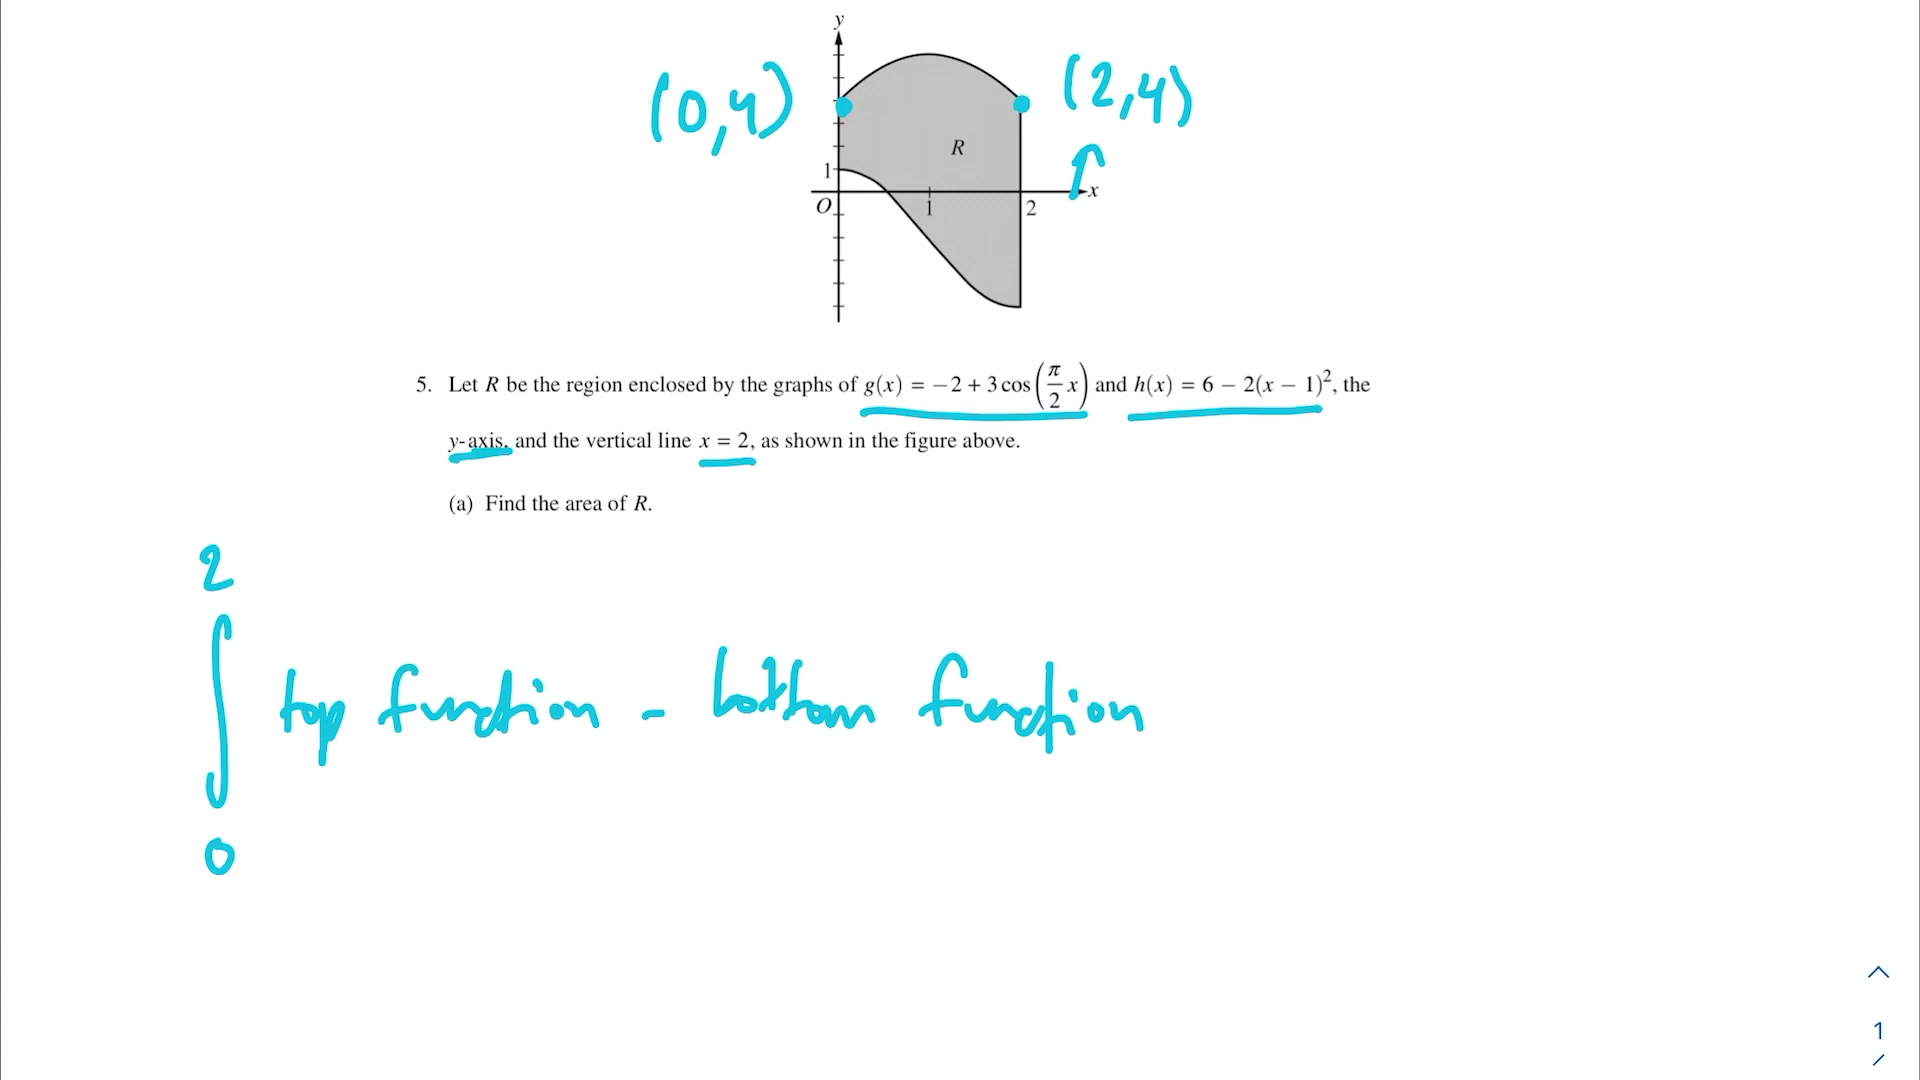 y
(0,4)
(2,4)
R
1
x
O
1
2
5. Let R be the region enclosed by the graphs of g(x) = −2 + 3 cos(π/2 x) and h(x) = 6 − 2(x − 1)², the
y-axis, and the vertical line x = 2, as shown in the figure above.
(a) Find the area of R.
2
∫ top function - bottom function
0
1
/